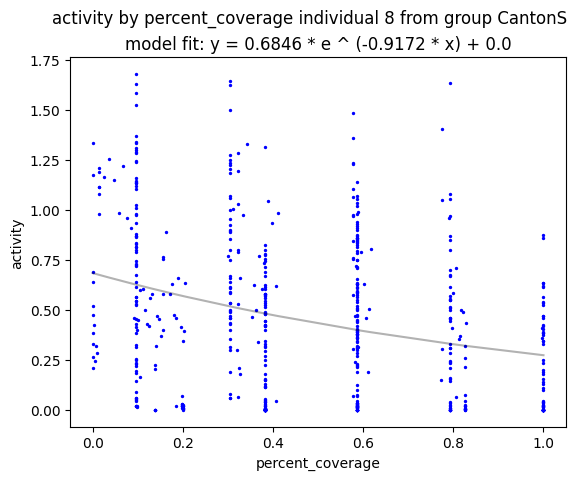 activity by percent_coverage individual 8 from group CantonS
model fit: y = 0.6846 * e ^ (-0.9172 * x) + 0.0
1.75
1.50
1.25
1.00
0.75
0.50
0.25
0.00
activity
0.0 0.2 0.4 0.6 0.8 1.0
percent_coverage